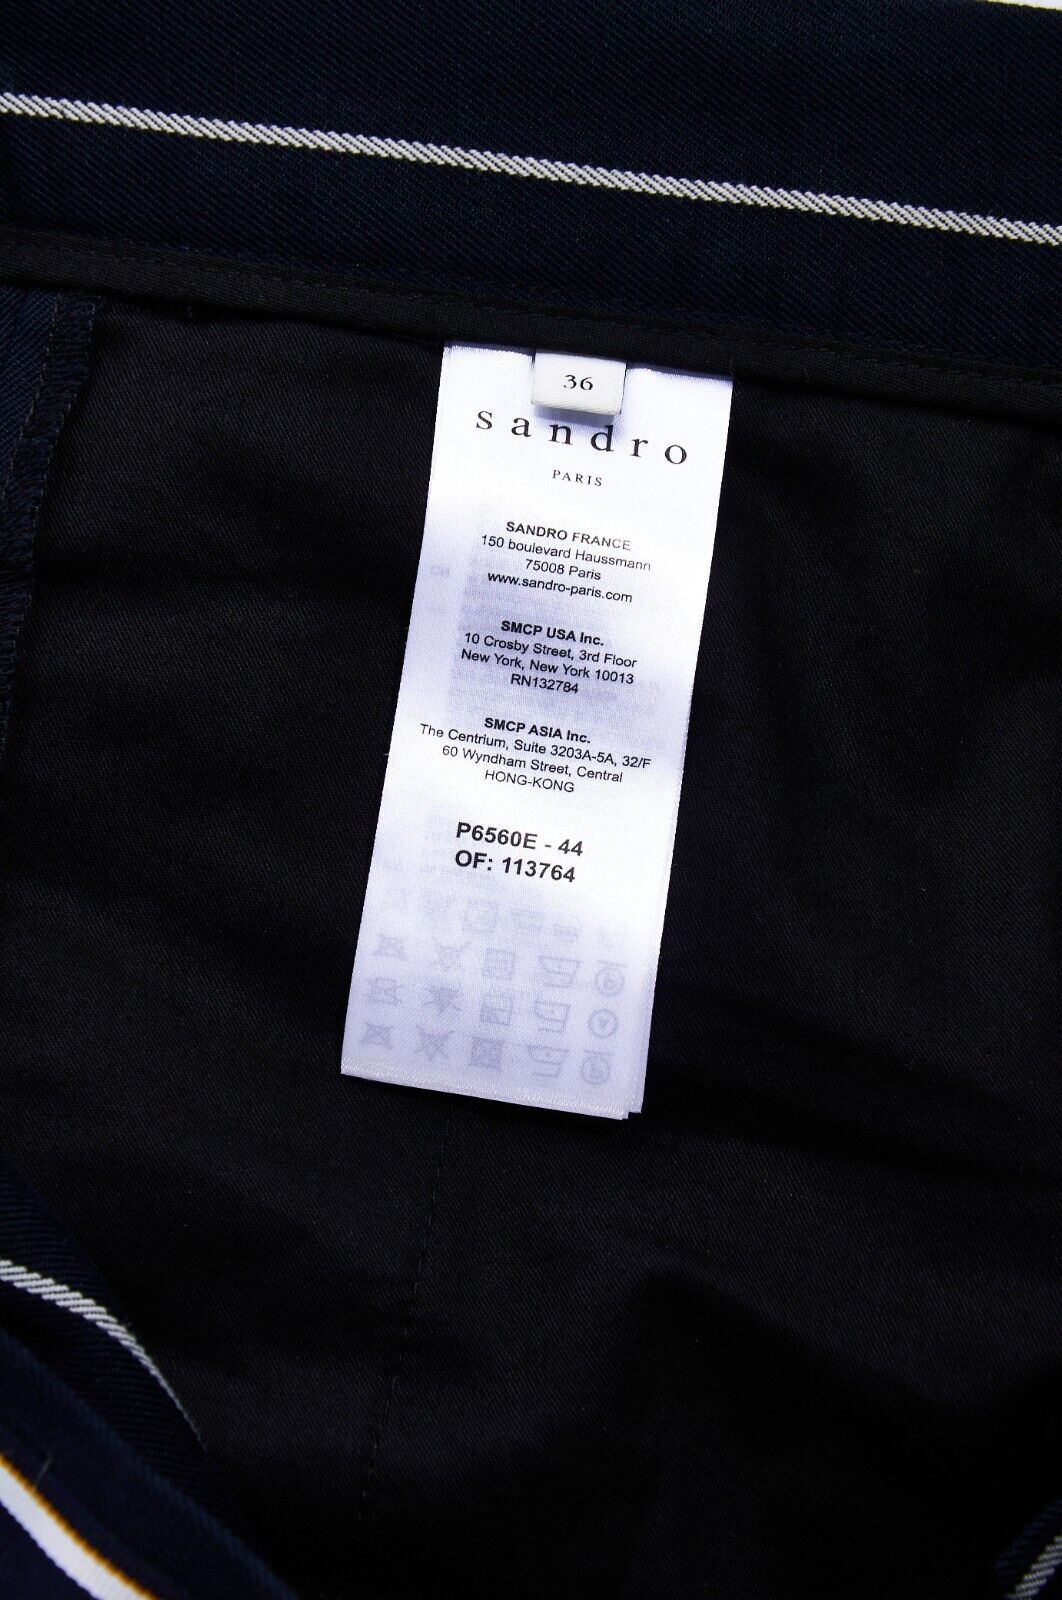 36
sandro
PARIS
SANDRO FRANCE
150 boulevard Haussmann
75008 Paris
www.sandro-paris.com
SMCP USA Inc.
10 Crosby Street, 3rd Floor
New York, New York 10013
RN132784
SMCP ASIA Inc.
The Centrium, Suite 3203A-5A, 32/F
60 Wyndham Street, Central
HONG-KONG
P6560E - 44
OF: 113764